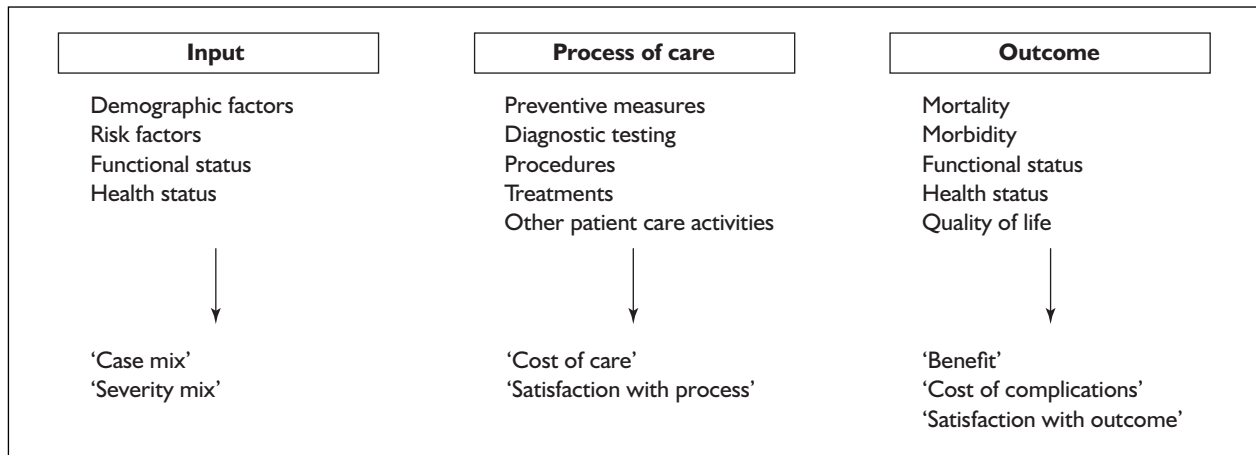 Input
Demographic factors
Risk factors
Functional status
Health status
‘Case mix’
‘Severity mix’
Process of care
Preventive measures
Diagnostic testing
Procedures
Treatments
Other patient care activities
‘Cost of care’
‘Satisfaction with process’
Outcome
Mortality
Morbidity
Functional status
Health status
Quality of life
‘Benefit’
‘Cost of complications’
‘Satisfaction with outcome’